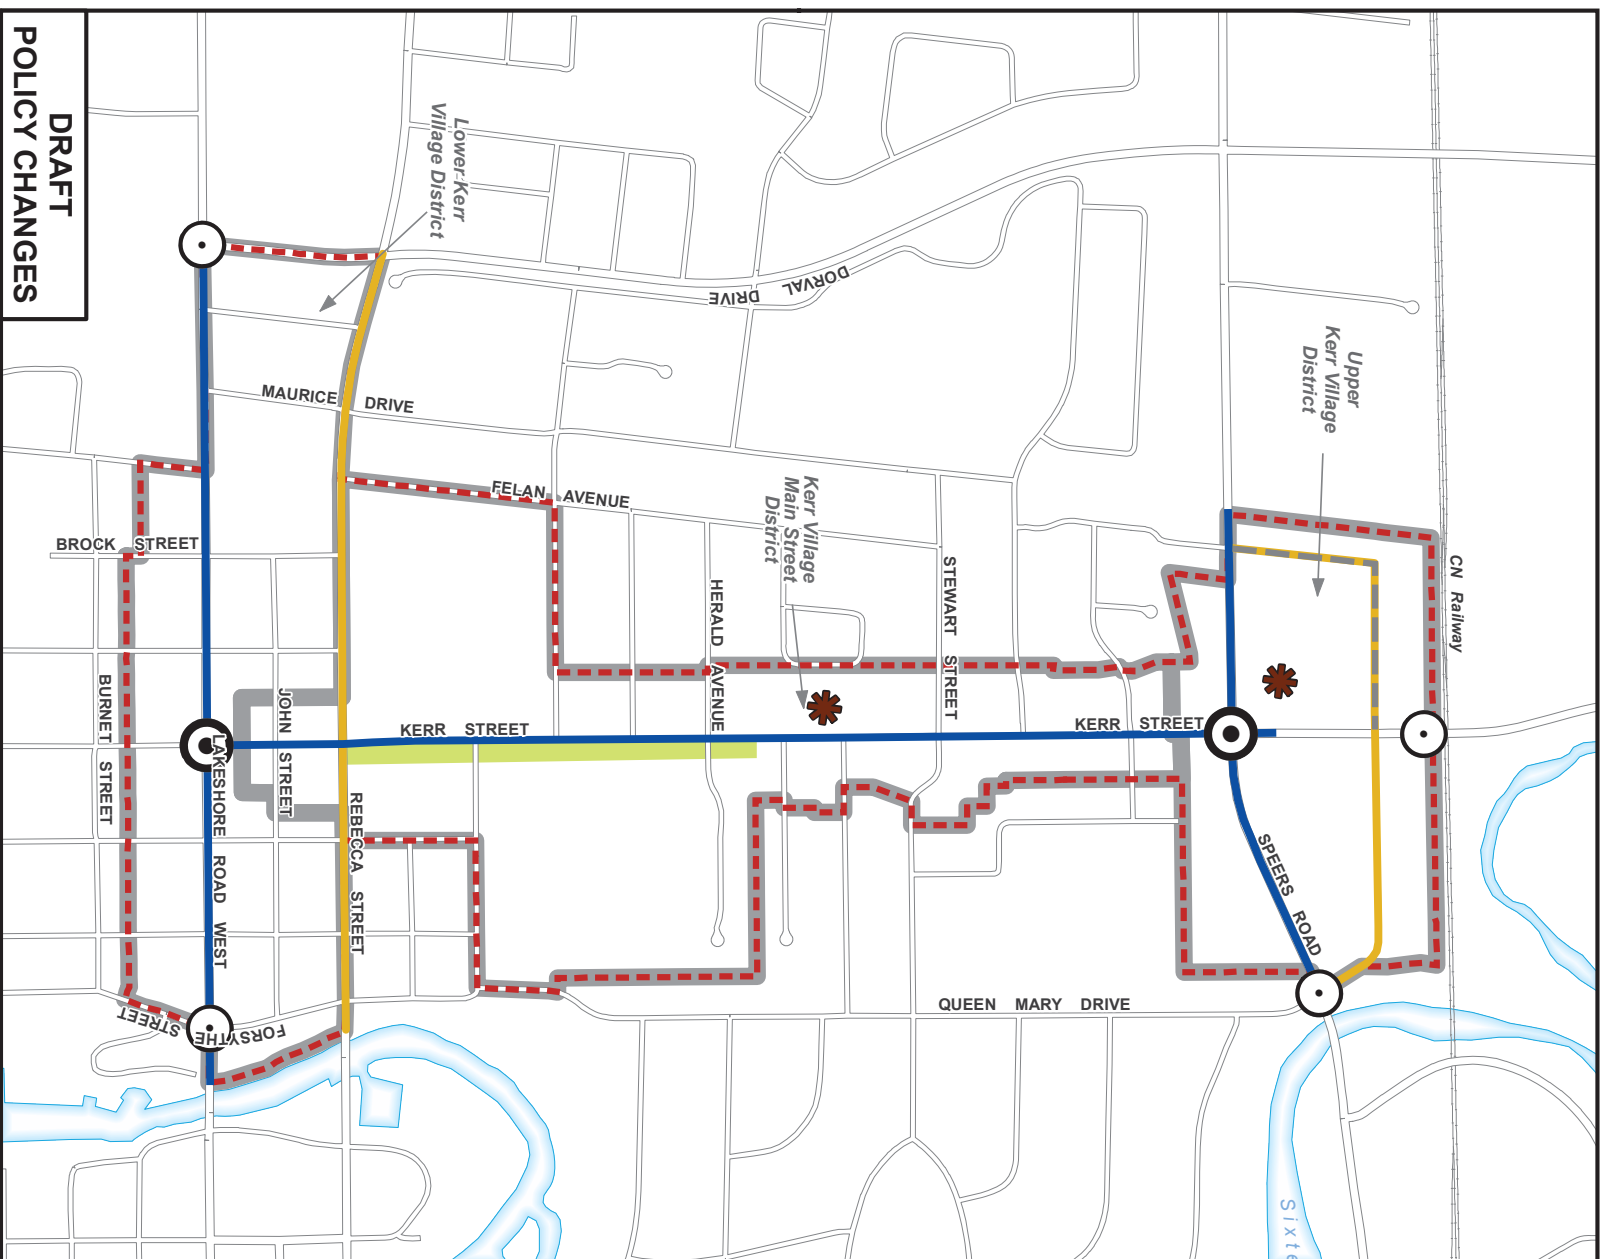 DRAFT
POLICY CHANGES
Lower Kerr
Village District
DORVAL
DRIVE
Upper
Kerr Village
District
MAURICE DRIVE
FELAN AVENUE
Kerr Village
Main Street
District
BROCK STREET
HERALD AVENUE
STEWART STREET
CN Railway
BURNET STREET
JOHN STREET
KERR STREET
KERR STREET
LAKESHORE ROAD WEST
REBECCA STREET
SPEERS ROAD
QUEEN MARY DRIVE
FORSYTHE
STREET
Sixte